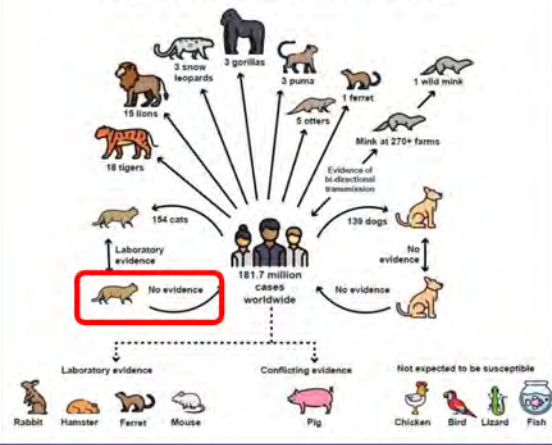 3 snow
leopards
3 gorillas
3 puma
1 wild mink
15 lions
1 ferret
5 otters
Mink at 270+ farms
18 tigers
Evidence of
bi-directional
transmission
154 cats
139 dogs
Laboratory
evidence
No
evidence
No evidence
181.7 million
cases
worldwide
No evidence
Laboratory evidence
Conflicting evidence
Not expected to be susceptible
Rabbit
Hamster
Ferret
Mouse
Pig
Chicken
Bird
Lizard
Fish